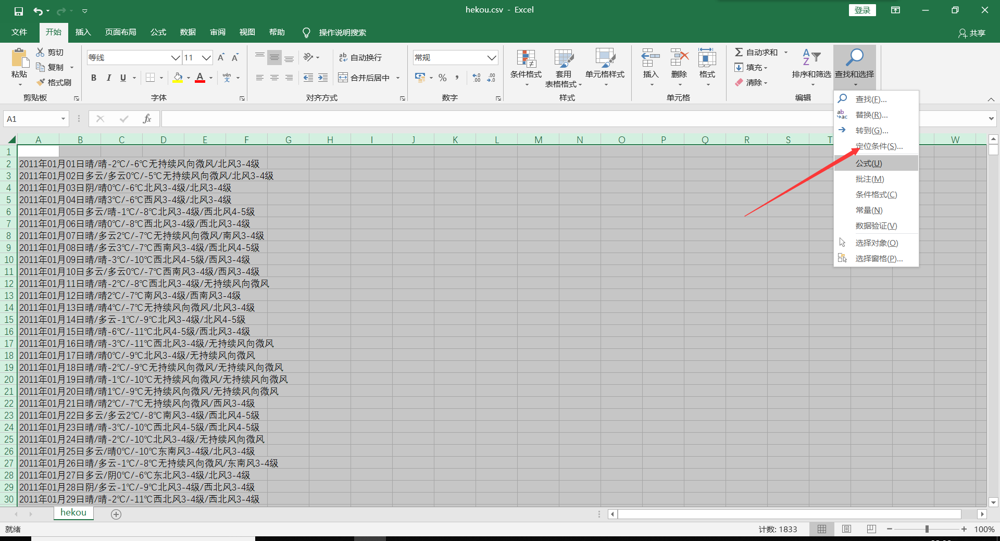 hekou.csv - Excel
登录
文件 开始 插入 页面布局 公式 数据 审阅 视图 帮助 操作说明搜索 共享
粘贴
剪切
复制
格式刷
剪贴板
等线 11
B I U A wén 文
字体
ab 自动换行
合并后居中
对齐方式
常规
% , .00
数字
条件格式
套用
表格格式
单元格样式
样式
插入 删除 格式
单元格
Σ 自动求和
填充
清除
排序和筛选
查找和选择
编辑
A1
fx
查找(F)...
替换(R)...
转到(G)...
定位条件(S)...
公式(U)
批注(M)
条件格式(C)
常量(N)
数据验证(V)
选择对象(O)
选择窗格(P)...
A B C D E F G H I J K L M N O P Q R S T W
1
2 2011年01月01日晴/晴-2℃/-6℃无持续风向微风/北风3-4级
3 2011年01月02日多云/多云0℃/-5℃无持续风向微风/北风3-4级
4 2011年01月03日阴/晴0℃/-6℃北风3-4级/北风3-4级
5 2011年01月04日晴/晴3℃/-6℃西风3-4级/北风3-4级
6 2011年01月05日多云/晴-1℃/-8℃北风3-4级/西北风4-5级
7 2011年01月06日晴/晴0℃/-8℃西北风3-4级/西北风3-4级
8 2011年01月07日晴/多云2℃/-7℃无持续风向微风/南风3-4级
9 2011年01月08日晴/多云3℃/-7℃西南风3-4级/西北风4-5级
10 2011年01月09日晴/晴-3℃/-10℃西北风4-5级/西风3-4级
11 2011年01月10日多云/多云0℃/-7℃西南风3-4级/西风3-4级
12 2011年01月11日晴/晴-2℃/-8℃西北风3-4级/无持续风向微风
13 2011年01月12日晴/晴2℃/-7℃南风3-4级/西南风3-4级
14 2011年01月13日晴/晴4℃/-7℃无持续风向微风/北风3-4级
15 2011年01月14日晴/多云-1℃/-9℃北风3-4级/北风4-5级
16 2011年01月15日晴/晴-6℃/-11℃北风4-5级/西北风3-4级
17 2011年01月16日晴/晴-3℃/-11℃西北风3-4级/无持续风向微风
18 2011年01月17日晴/晴0℃/-9℃北风3-4级/无持续风向微风
19 2011年01月18日晴/晴-2℃/-9℃无持续风向微风/无持续风向微风
20 2011年01月19日晴/晴-1℃/-10℃无持续风向微风/无持续风向微风
21 2011年01月20日晴/晴1℃/-9℃无持续风向微风/无持续风向微风
22 2011年01月21日晴/晴2℃/-7℃无持续风向微风/西风3-4级
23 2011年01月22日多云/多云2℃/-8℃南风3-4级/西北风4-5级
24 2011年01月23日晴/晴-3℃/-10℃西北风4-5级/西北风4-5级
25 2011年01月24日晴/晴-2℃/-10℃北风3-4级/无持续风向微风
26 2011年01月25日多云/晴0℃/-10℃东南风3-4级/北风3-4级
27 2011年01月26日晴/多云-1℃/-8℃无持续风向微风/东南风3-4级
28 2011年01月27日多云/阴0℃/-6℃东北风3-4级/北风3-4级
29 2011年01月28日阴/多云-1℃/-9℃北风3-4级/西北风3-4级
30 2011年01月29日晴/晴-2℃/-11℃西北风3-4级/西北风3-4级
hekou
就绪 计数: 1833 100%